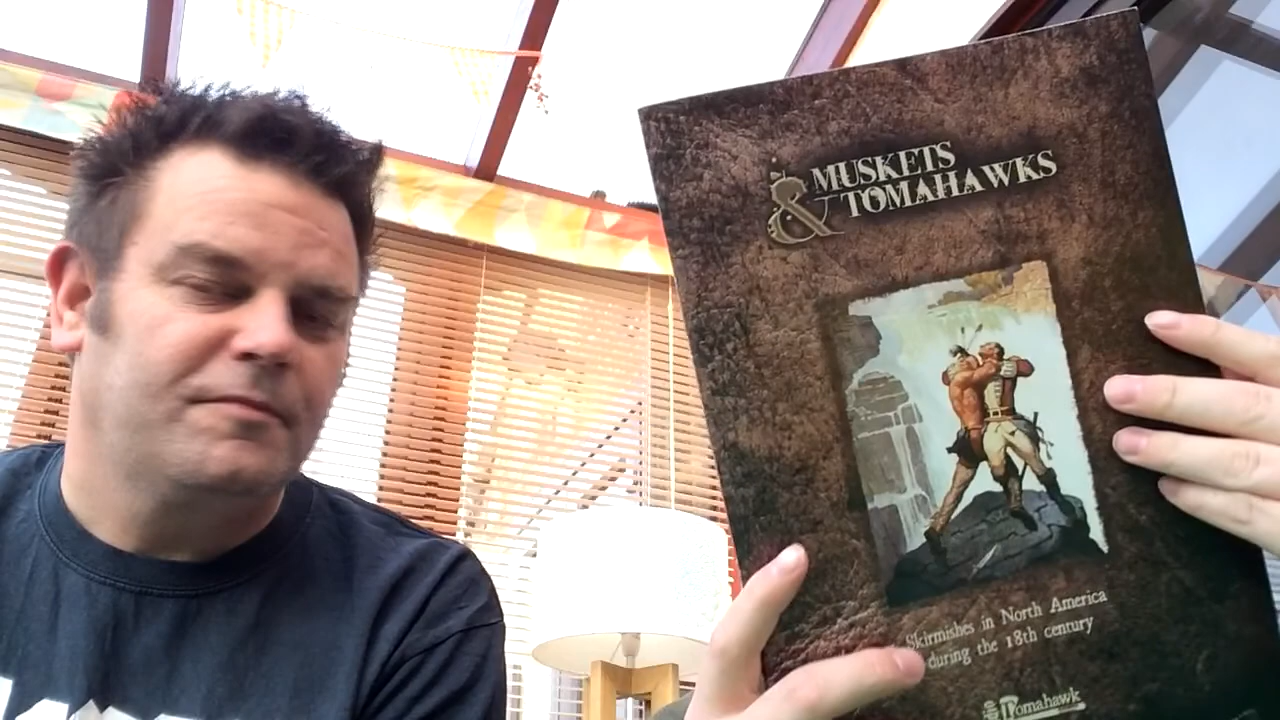 MUSKETS
& TOMAHAWKS
Skirmishes in North America
during the 18th century
Tomahawk